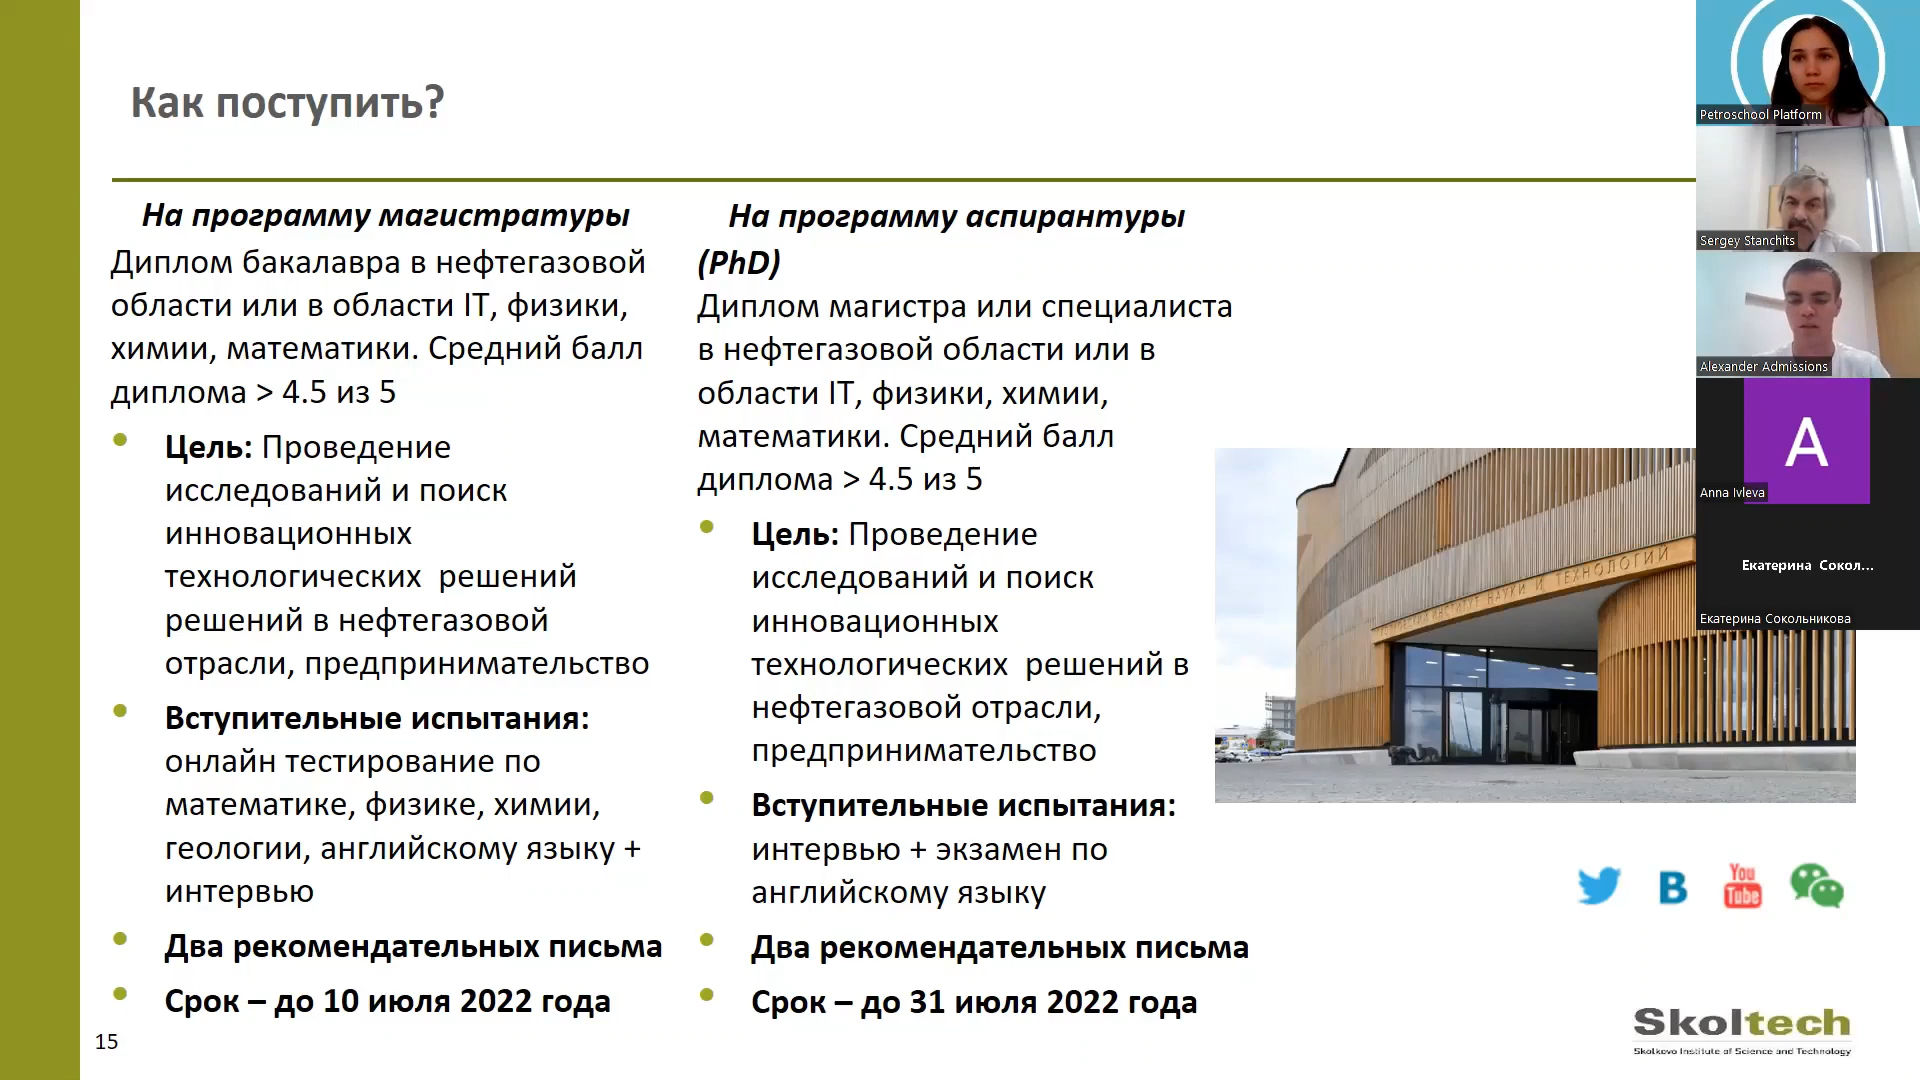 Как поступить?
На программу магистратуры
Диплом бакалавра в нефтегазовой
области или в области IT, физики,
химии, математики. Средний балл
диплома > 4.5 из 5
Цель: Проведение
исследований и поиск
инновационных
технологических решений
решений в нефтегазовой
отрасли, предпринимательство
Вступительные испытания:
онлайн тестирование по
математике, физике, химии,
геологии, английскому языку +
интервью
Два рекомендательных письма
Срок – до 10 июля 2022 года
На программу аспирантуры
(PhD)
Диплом магистра или специалиста
в нефтегазовой области или в
области IT, физики, химии,
математики. Средний балл
диплома > 4.5 из 5
Цель: Проведение
исследований и поиск
инновационных
технологических решений в
нефтегазовой отрасли,
предпринимательство
Вступительные испытания:
интервью + экзамен по
английскому языку
Два рекомендательных письма
Срок – до 31 июля 2022 года
15
Petroschool Platform
Sergey Stanchits
Alexander Admissions
A
Anna Ivleva
Екатерина Сокол...
Екатерина Сокольникова
ИНСТИТУТ НАУКИ И ТЕХНОЛОГИЙ
B
You
Tube
Skoltech
Skolkovo Institute of Science and Technology